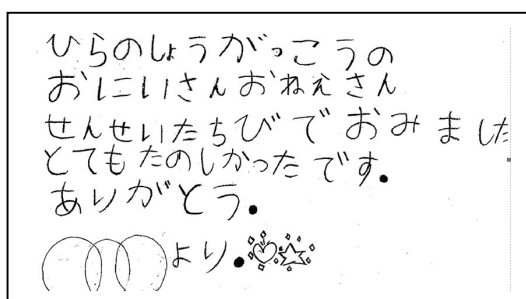 ひらのしょうがっこうの
おにいさんおねえさん
せんせいたちびでおみました
とてもたのしかったです.
ありがとう.
より.